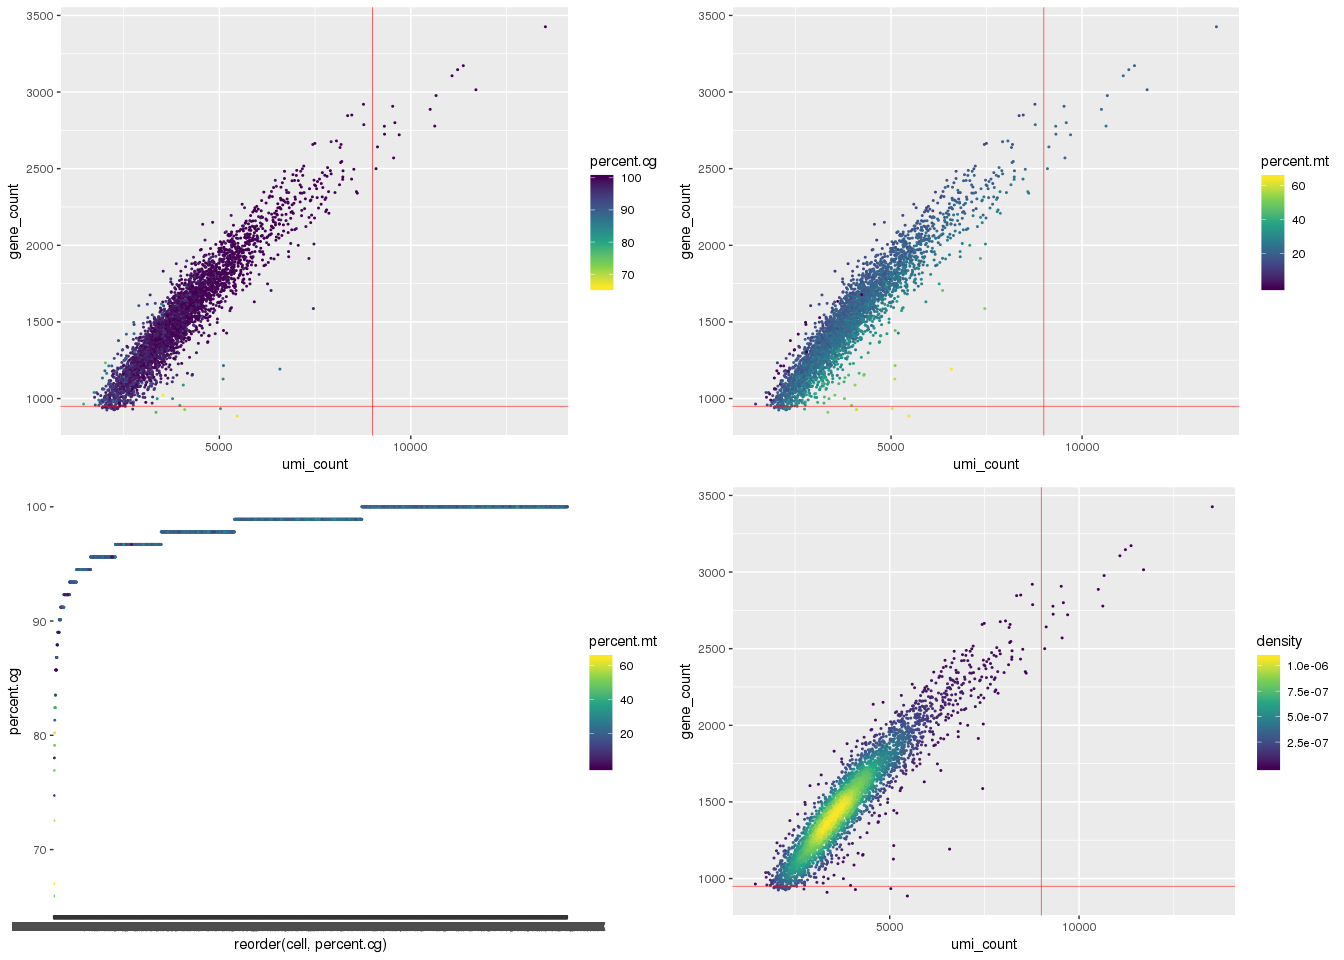 3500
3000
2500
2000
1500
1000
gene_count
5000
10000
umi_count
percent.cg
100
90
80
70
3500
3000
2500
2000
1500
1000
gene_count
5000
10000
umi_count
percent.mt
60
40
20
100
90
80
70
percent.cg
reorder(cell, percent.cg)
percent.mt
60
40
20
3500
3000
2500
2000
1500
1000
gene_count
5000
10000
umi_count
density
1.0e-06
7.5e-07
5.0e-07
2.5e-07